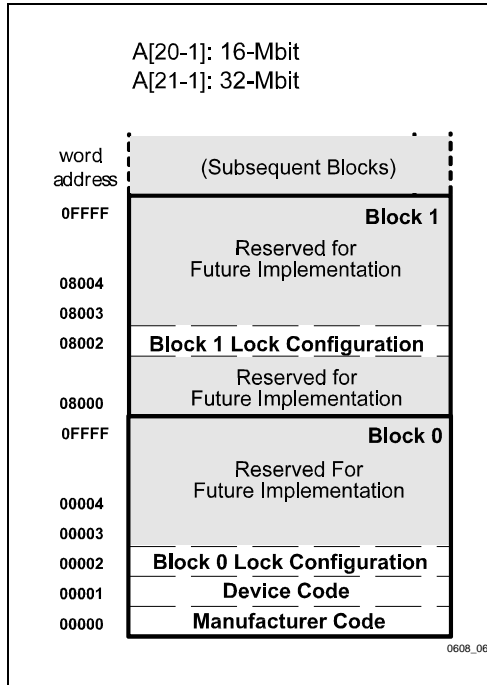 A[20-1]: 16-Mbit
A[21-1]: 32-Mbit
word
address
(Subsequent Blocks)
0FFFF
Block 1
Reserved for
Future Implementation
08004
08003
08002
Block 1 Lock Configuration
Reserved for
Future Implementation
08000
0FFFF
Block 0
Reserved For
Future Implementation
00004
00003
00002
Block 0 Lock Configuration
00001
Device Code
00000
Manufacturer Code
0608_06